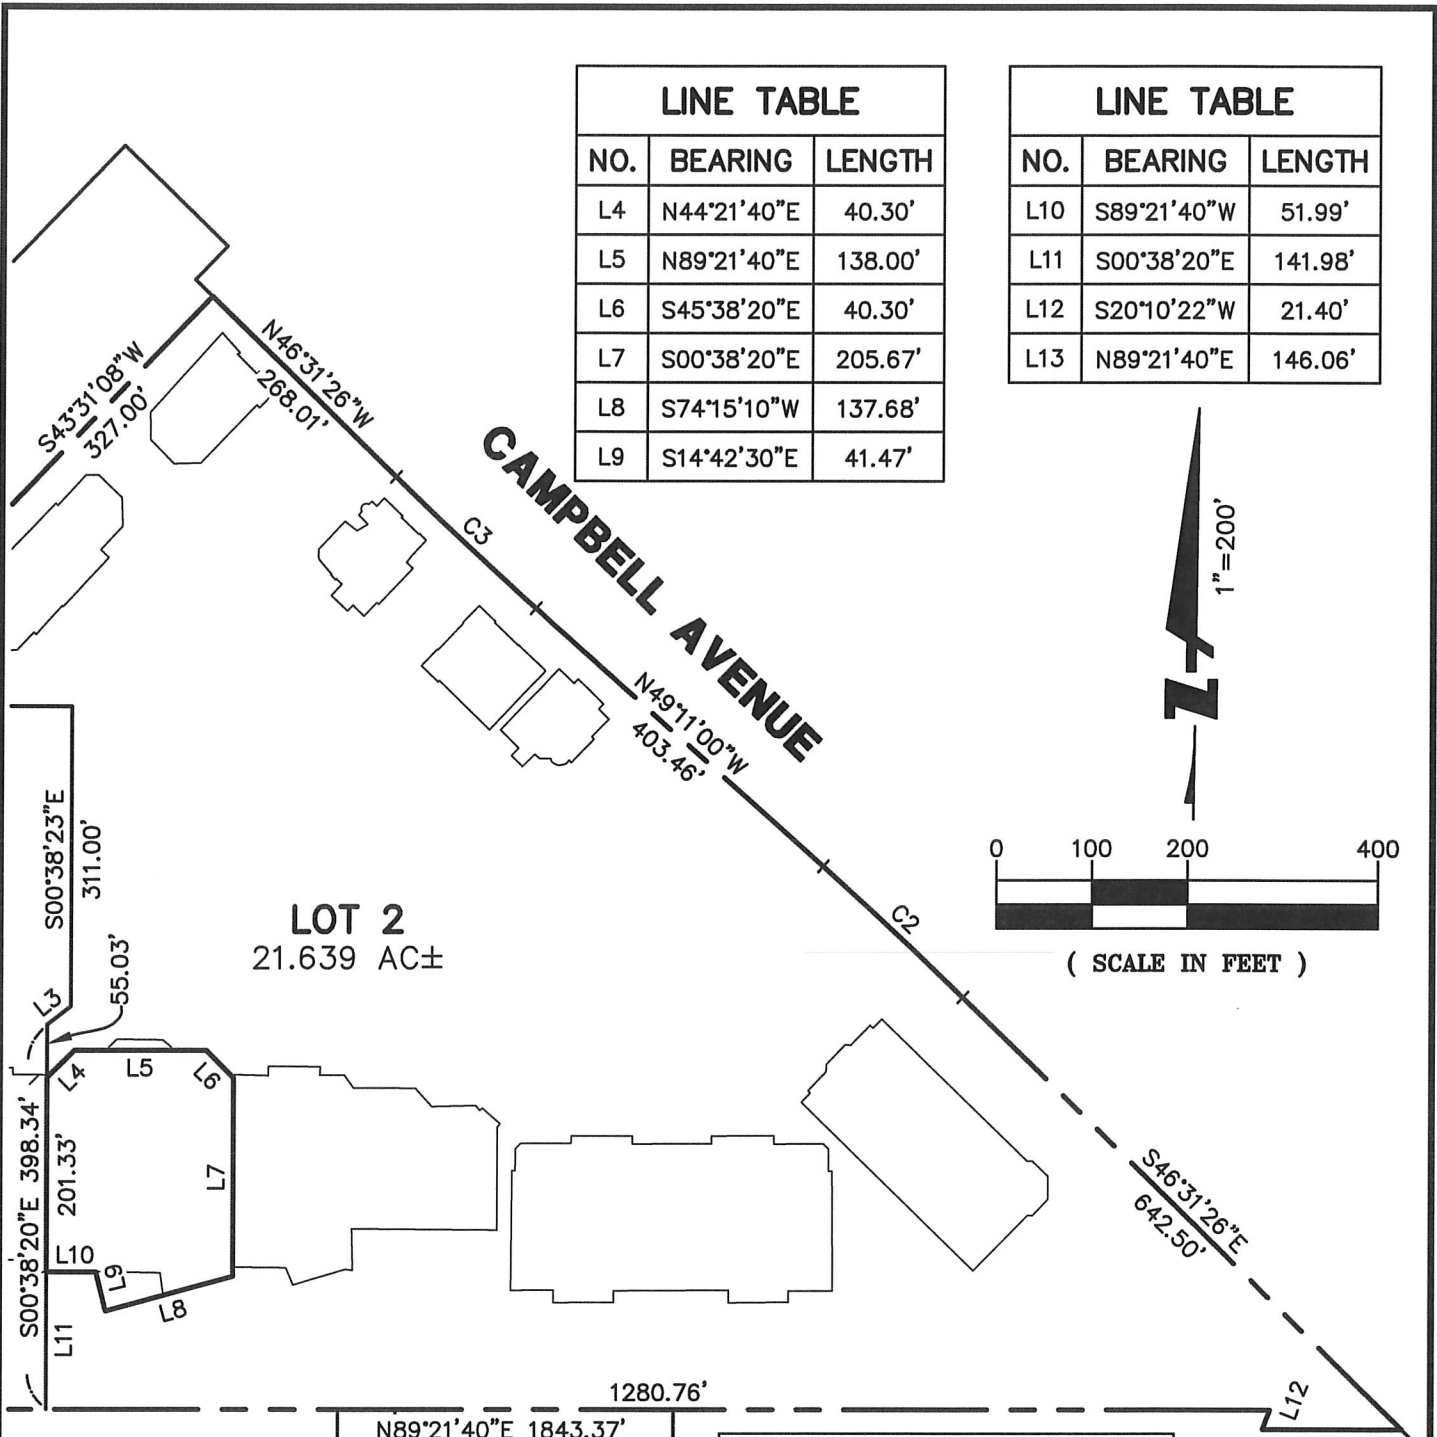 LINE TABLE
NO. BEARING LENGTH
L4 N44°21'40"E 40.30'
L5 N89°21'40"E 138.00'
L6 S45°38'20"E 40.30'
L7 S00°38'20"E 205.67'
L8 S74°15'10"W 137.68'
L9 S14°42'30"E 41.47'
LINE TABLE
NO. BEARING LENGTH
L10 S89°21'40"W 51.99'
L11 S00°38'20"E 141.98'
L12 S20°10'22"W 21.40'
L13 N89°21'40"E 146.06'
N46°31'26"W
268.01'
S43°31'08"W
327.00'
CAMPBELL AVENUE
C3
1"=200'
N
N49°11'00"W
403.46'
S00°38'23"E
311.00'
0 100 200 400
( SCALE IN FEET )
C2
LOT 2
21.639 AC±
55.03'
L3
L4
L5
L6
S00°38'20"E 398.34'
201.33'
L7
L10
L9
L8
L11
S46°31'26"E
642.50'
L12
1280.76'
N89°21'40"E 1843.37'